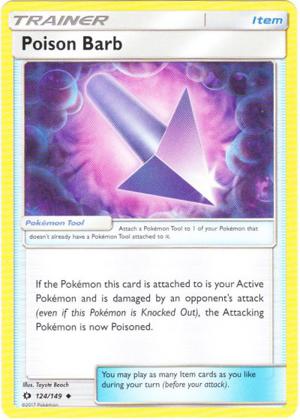 TRAINER Item
Poison Barb
Pokémon Tool Attach a Pokémon Tool to 1 of your Pokémon that
doesn't already have a Pokémon Tool attached to it.
If the Pokémon this card is attached to is your Active
Pokémon and is damaged by an opponent's attack
(even if this Pokémon is Knocked Out), the Attacking
Pokémon is now Poisoned.
You may play as many Item cards as you like
during your turn (before your attack).
Illus. Toyste Beach
124/149
©2017 Pokémon